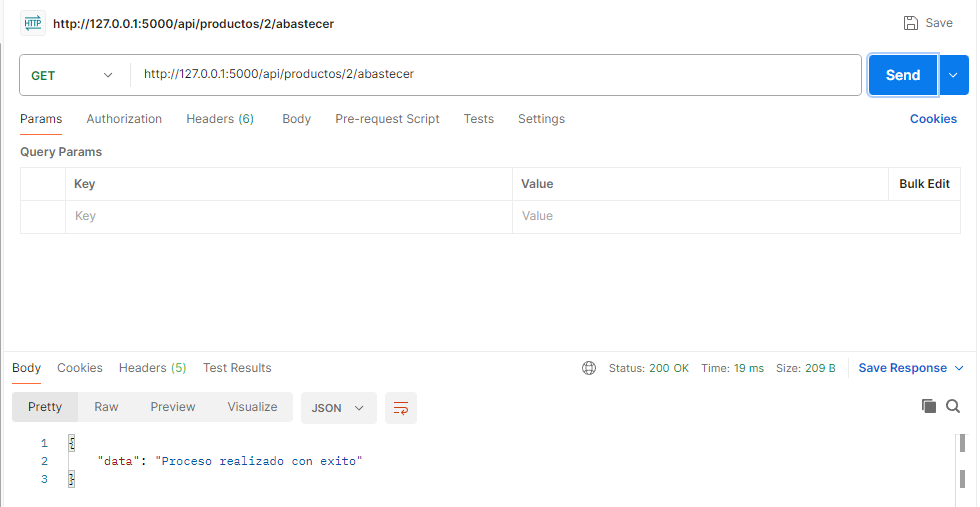 HTTP http://127.0.0.1:5000/api/productos/2/abastecer Save
GET http://127.0.0.1:5000/api/productos/2/abastecer Send
Params Authorization Headers (6) Body Pre-request Script Tests Settings Cookies
Query Params
Key Value Bulk Edit
Key Value
Body Cookies Headers (5) Test Results Status: 200 OK Time: 19 ms Size: 209 B Save Response
Pretty Raw Preview Visualize JSON
1 {
2 "data": "Proceso realizado con exito"
3 }